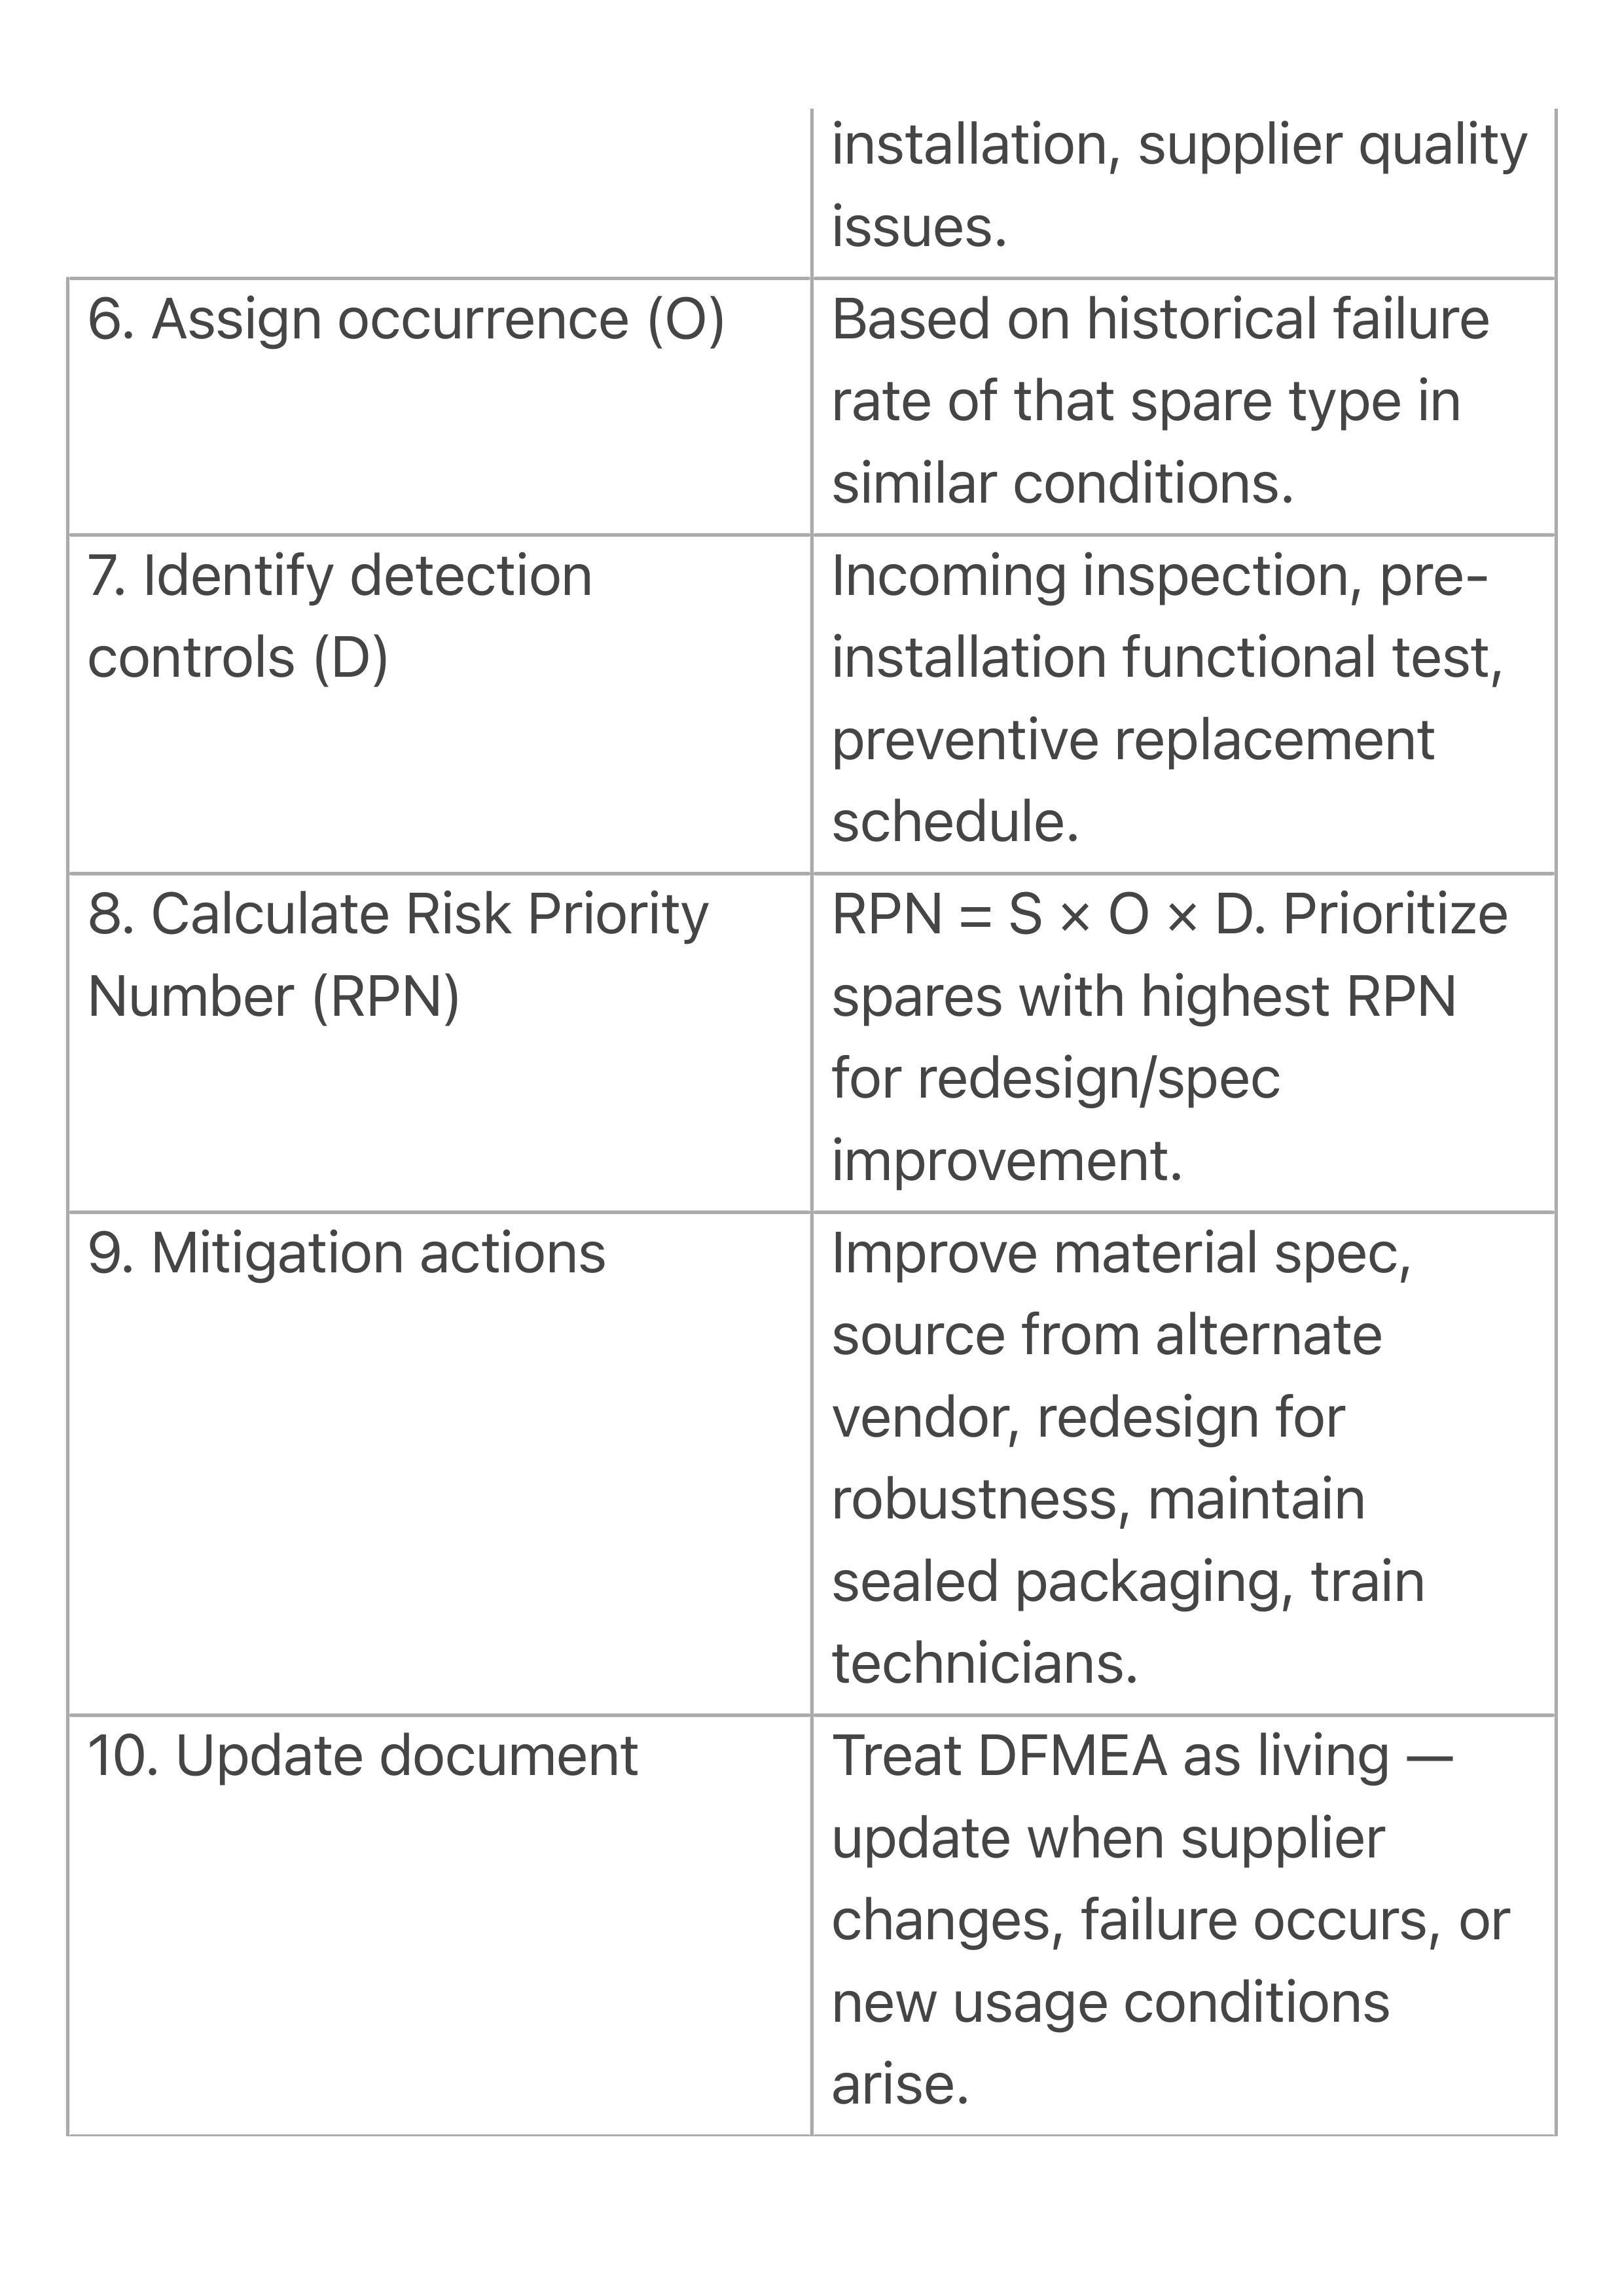 installation, supplier quality
issues.
6. Assign occurrence (O)
Based on historical failure
rate of that spare type in
similar conditions.
7. Identify detection
controls (D)
Incoming inspection, pre-
installation functional test,
preventive replacement
schedule.
8. Calculate Risk Priority
Number (RPN)
RPN = S × O × D. Prioritize
spares with highest RPN
for redesign/spec
improvement.
9. Mitigation actions
Improve material spec,
source from alternate
vendor, redesign for
robustness, maintain
sealed packaging, train
technicians.
10. Update document
Treat DFMEA as living —
update when supplier
changes, failure occurs, or
new usage conditions
arise.